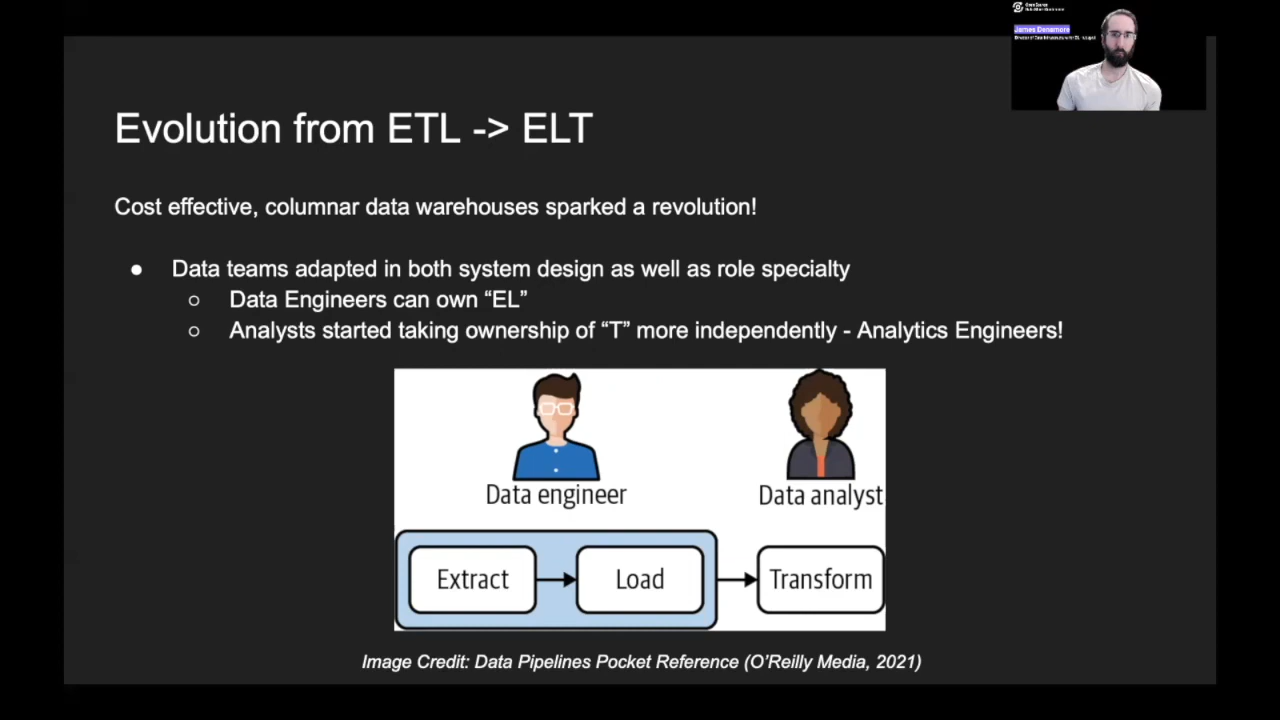 James Densmore
Evolution from ETL -> ELT
Cost effective, columnar data warehouses sparked a revolution!
● Data teams adapted in both system design as well as role specialty
○ Data Engineers can own “EL”
○ Analysts started taking ownership of “T” more independently - Analytics Engineers!
Data engineer
Data analyst
Extract
Load
Transform
Image Credit: Data Pipelines Pocket Reference (O’Reilly Media, 2021)